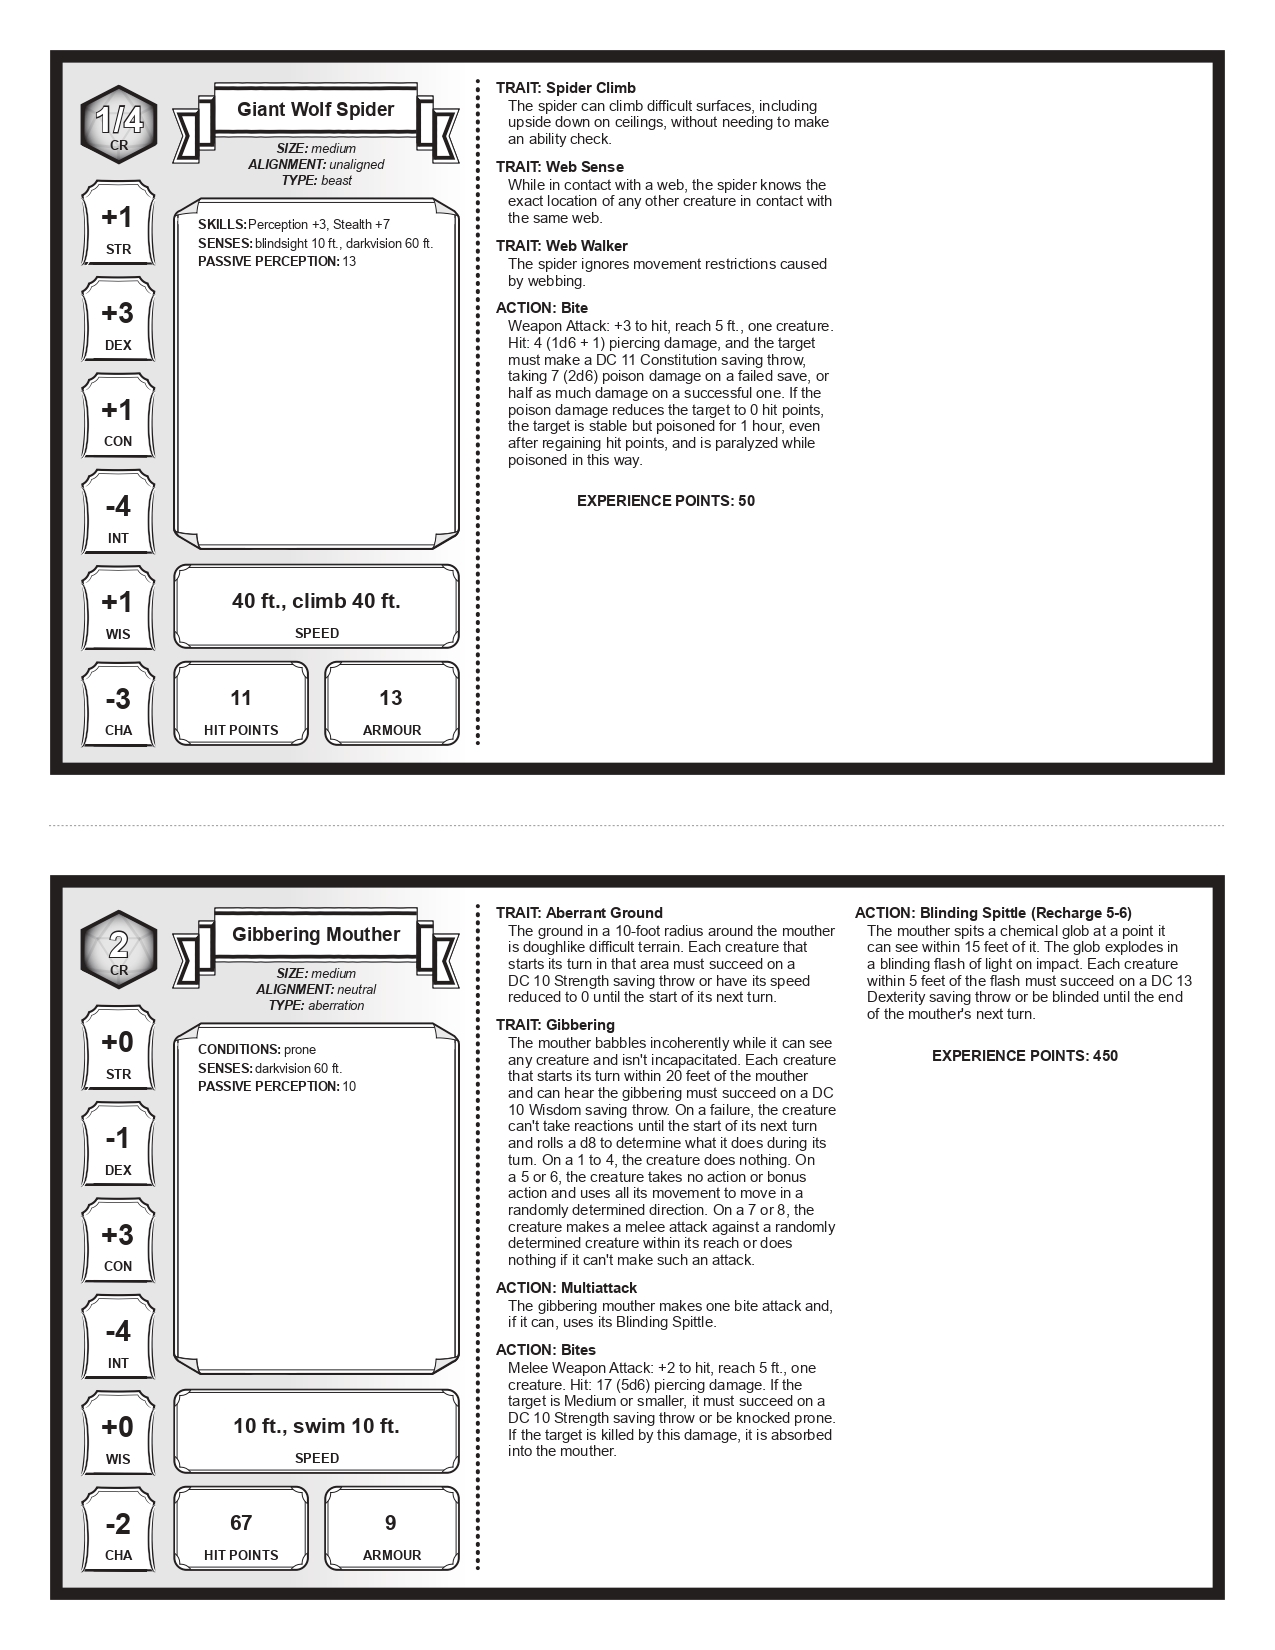 1/4
CR
Giant Wolf Spider
SIZE: medium
ALIGNMENT: unaligned
TYPE: beast
+1
STR
+3
DEX
+1
CON
-4
INT
+1
WIS
-3
CHA
SKILLS: Perception +3, Stealth +7
SENSES: blindsight 10 ft., darkvision 60 ft.
PASSIVE PERCEPTION: 13
40 ft., climb 40 ft.
SPEED
11
HIT POINTS
13
ARMOUR
TRAIT: Spider Climb
The spider can climb difficult surfaces, including
upside down on ceilings, without needing to make
an ability check.
TRAIT: Web Sense
While in contact with a web, the spider knows the
exact location of any other creature in contact with
the same web.
TRAIT: Web Walker
The spider ignores movement restrictions caused
by webbing.
ACTION: Bite
Weapon Attack: +3 to hit, reach 5 ft., one creature.
Hit: 4 (1d6 + 1) piercing damage, and the target
must make a DC 11 Constitution saving throw,
taking 7 (2d6) poison damage on a failed save, or
half as much damage on a successful one. If the
poison damage reduces the target to 0 hit points,
the target is stable but poisoned for 1 hour, even
after regaining hit points, and is paralyzed while
poisoned in this way.
EXPERIENCE POINTS: 50
2
CR
Gibbering Mouther
SIZE: medium
ALIGNMENT: neutral
TYPE: aberration
+0
STR
-1
DEX
+3
CON
-4
INT
+0
WIS
-2
CHA
CONDITIONS: prone
SENSES: darkvision 60 ft.
PASSIVE PERCEPTION: 10
10 ft., swim 10 ft.
SPEED
67
HIT POINTS
9
ARMOUR
TRAIT: Aberrant Ground
The ground in a 10-foot radius around the mouther
is doughlike difficult terrain. Each creature that
starts its turn in that area must succeed on a
DC 10 Strength saving throw or have its speed
reduced to 0 until the start of its next turn.
TRAIT: Gibbering
The mouther babbles incoherently while it can see
any creature and isn't incapacitated. Each creature
that starts its turn within 20 feet of the mouther
and can hear the gibbering must succeed on a DC
10 Wisdom saving throw. On a failure, the creature
can't take reactions until the start of its next turn
and rolls a d8 to determine what it does during its
turn. On a 1 to 4, the creature does nothing. On
a 5 or 6, the creature takes no action or bonus
action and uses all its movement to move in a
randomly determined direction. On a 7 or 8, the
creature makes a melee attack against a randomly
determined creature within its reach or does
nothing if it can't make such an attack.
ACTION: Multiattack
The gibbering mouther makes one bite attack and,
if it can, uses its Blinding Spittle.
ACTION: Bites
Melee Weapon Attack: +2 to hit, reach 5 ft., one
creature. Hit: 17 (5d6) piercing damage. If the
target is Medium or smaller, it must succeed on a
DC 10 Strength saving throw or be knocked prone.
If the target is killed by this damage, it is absorbed
into the mouther.
ACTION: Blinding Spittle (Recharge 5-6)
The mouther spits a chemical glob at a point it
can see within 15 feet of it. The glob explodes in
a blinding flash of light on impact. Each creature
within 5 feet of the flash must succeed on a DC 13
Dexterity saving throw or be blinded until the end
of the mouther's next turn.
EXPERIENCE POINTS: 450